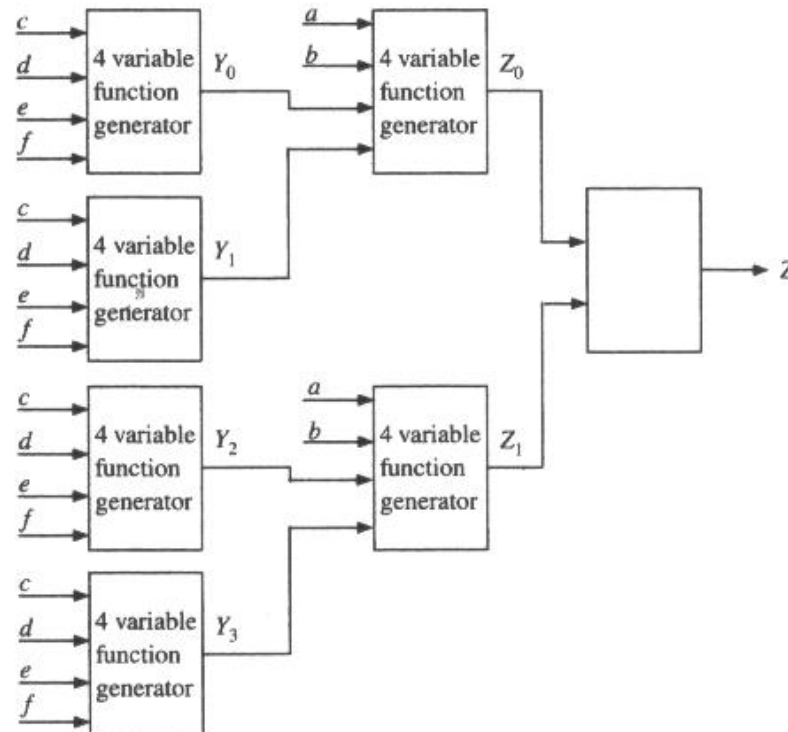 c
d
e
f
4 variable
function
generator
Y0
a
b
4 variable
function
generator
Z0
c
d
e
f
4 variable
function
generator
Y1
Z
c
d
e
f
4 variable
function
generator
Y2
a
b
4 variable
function
generator
Z1
c
d
e
f
4 variable
function
generator
Y3